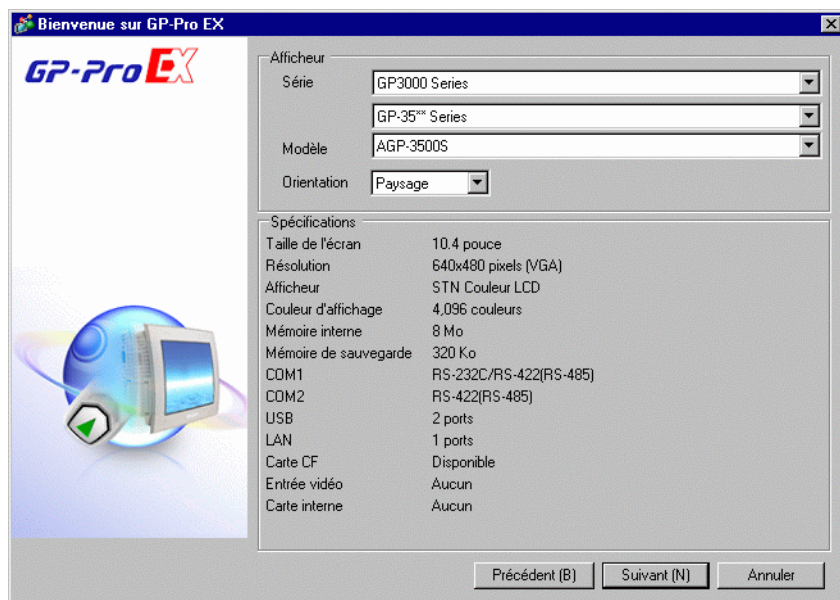 Bienvenue sur GP-Pro EX
GP-Pro EX
Afficheur
Série GP3000 Series
GP-35** Series
Modèle AGP-3500S
Orientation Paysage
Spécifications
Taille de l'écran 10.4 pouce
Résolution 640x480 pixels (VGA)
Afficheur STN Couleur LCD
Couleur d'affichage 4,096 couleurs
Mémoire interne 8 Mo
Mémoire de sauvegarde 320 Ko
COM1 RS-232C/RS-422(RS-485)
COM2 RS-422(RS-485)
USB 2 ports
LAN 1 ports
Carte CF Disponible
Entrée vidéo Aucun
Carte interne Aucun
Précédent (B) Suivant (N) Annuler